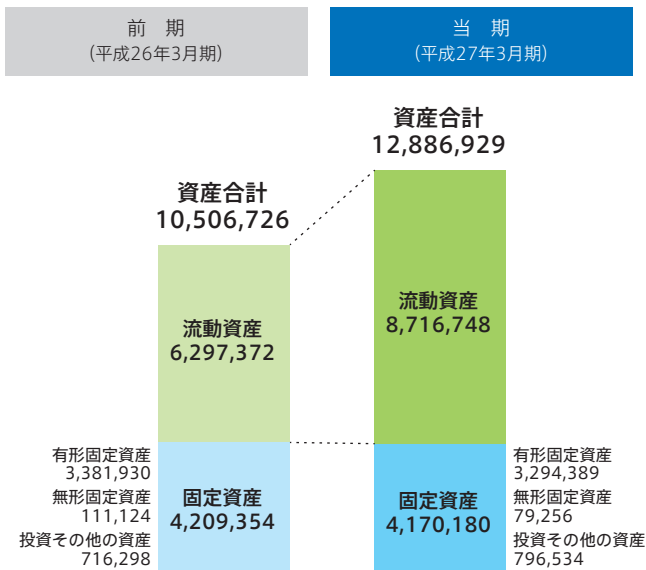 前　期
(平成26年3月期)
当　期
(平成27年3月期)
資産合計
10,506,726
流動資産
6,297,372
有形固定資産
3,381,930
無形固定資産
111,124
投資その他の資産
716,298
固定資産
4,209,354
資産合計
12,886,929
流動資産
8,716,748
固定資産
4,170,180
有形固定資産
3,294,389
無形固定資産
79,256
投資その他の資産
796,534